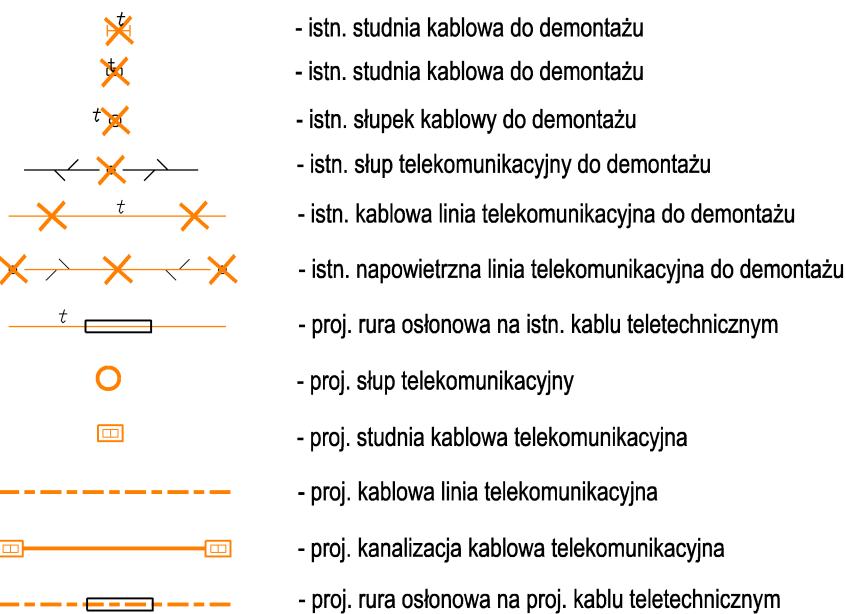 t - istn. studnia kablowa do demontażu
t - istn. studnia kablowa do demontażu
t - istn. słupek kablowy do demontażu
- istn. słup telekomunikacyjny do demontażu
t - istn. kablowa linia telekomunikacyjna do demontażu
- istn. napowietrzna linia telekomunikacyjna do demontażu
t - proj. rura osłonowa na istn. kablu teletechnicznym
- proj. słup telekomunikacyjny
- proj. studnia kablowa telekomunikacyjna
- proj. kablowa linia telekomunikacyjna
- proj. kanalizacja kablowa telekomunikacyjna
- proj. rura osłonowa na proj. kablu teletechnicznym